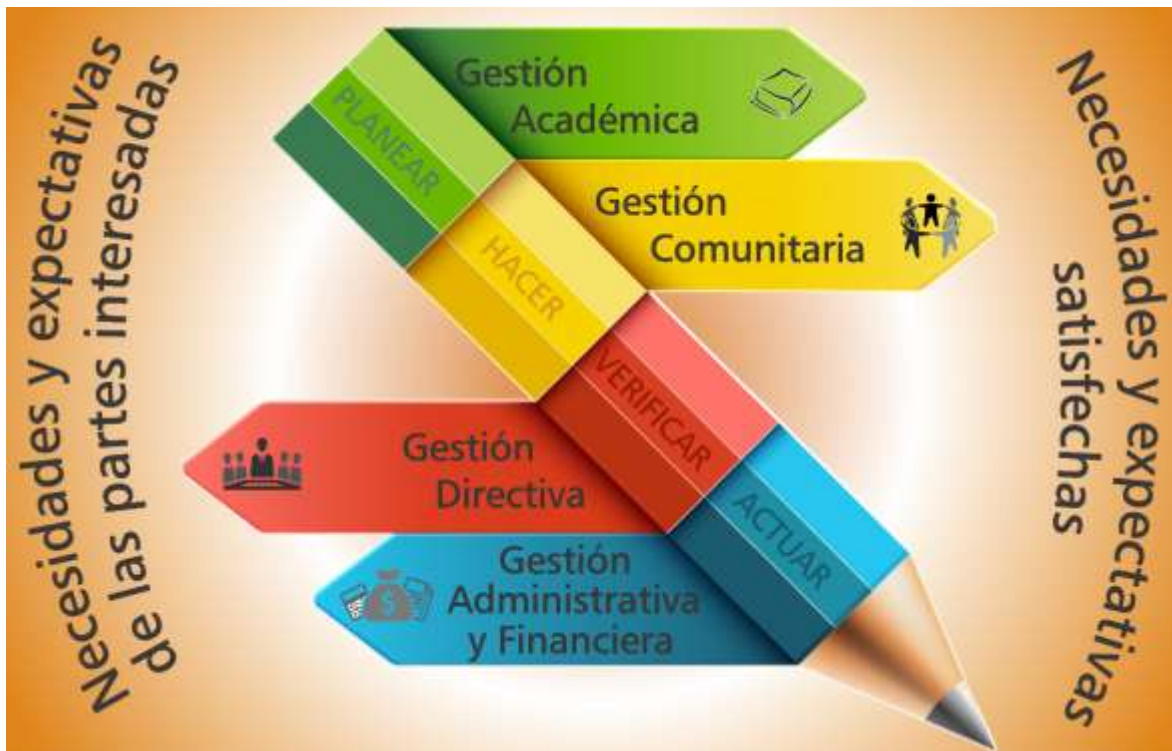 Necesidades y expectativas
de las partes interesadas
PLANEAR
HACER
VERIFICAR
ACTUAR
Gestión
Académica
Gestión
Comunitaria
Gestión
Directiva
Gestión
Administrativa
y Financiera
$
Necesidades y expectativas
satisfechas